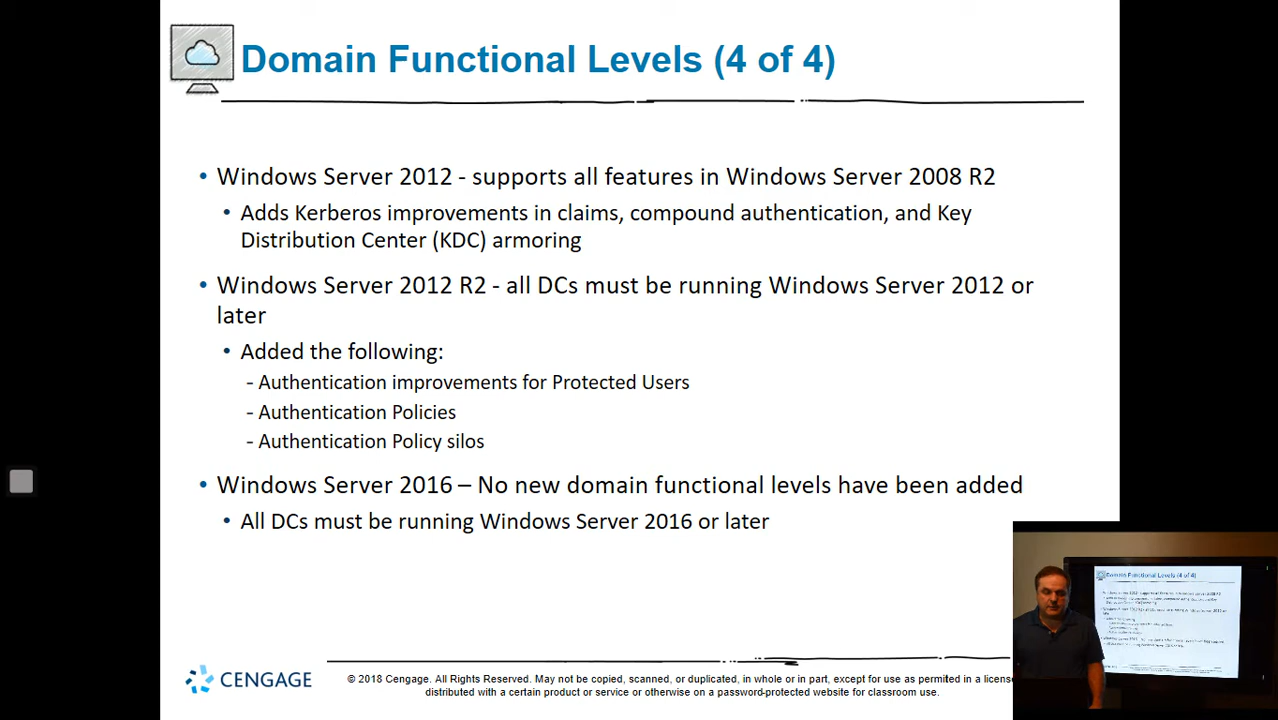 Domain Functional Levels (4 of 4)
• Windows Server 2012 - supports all features in Windows Server 2008 R2
• Adds Kerberos improvements in claims, compound authentication, and Key
Distribution Center (KDC) armoring
• Windows Server 2012 R2 - all DCs must be running Windows Server 2012 or
later
• Added the following:
- Authentication improvements for Protected Users
- Authentication Policies
- Authentication Policy silos
• Windows Server 2016 – No new domain functional levels have been added
• All DCs must be running Windows Server 2016 or later
CENGAGE
© 2018 Cengage. All Rights Reserved. May not be copied, scanned, or duplicated, in whole or in part, except for use as permitted in a license
distributed with a certain product or service or otherwise on a password-protected website for classroom use.
Domain Functional Levels (4 of 4)